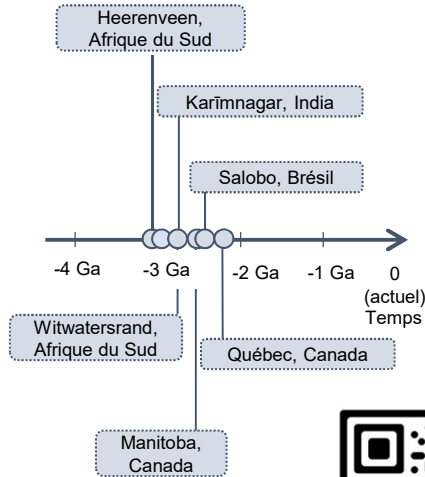 Heerenveen,
Afrique du Sud
Karīmnagar, India
Salobo, Brésil
-4 Ga
-3 Ga
-2 Ga
-1 Ga
0
(actuel)
Temps
Witwatersrand,
Afrique du Sud
Québec, Canada
Manitoba,
Canada